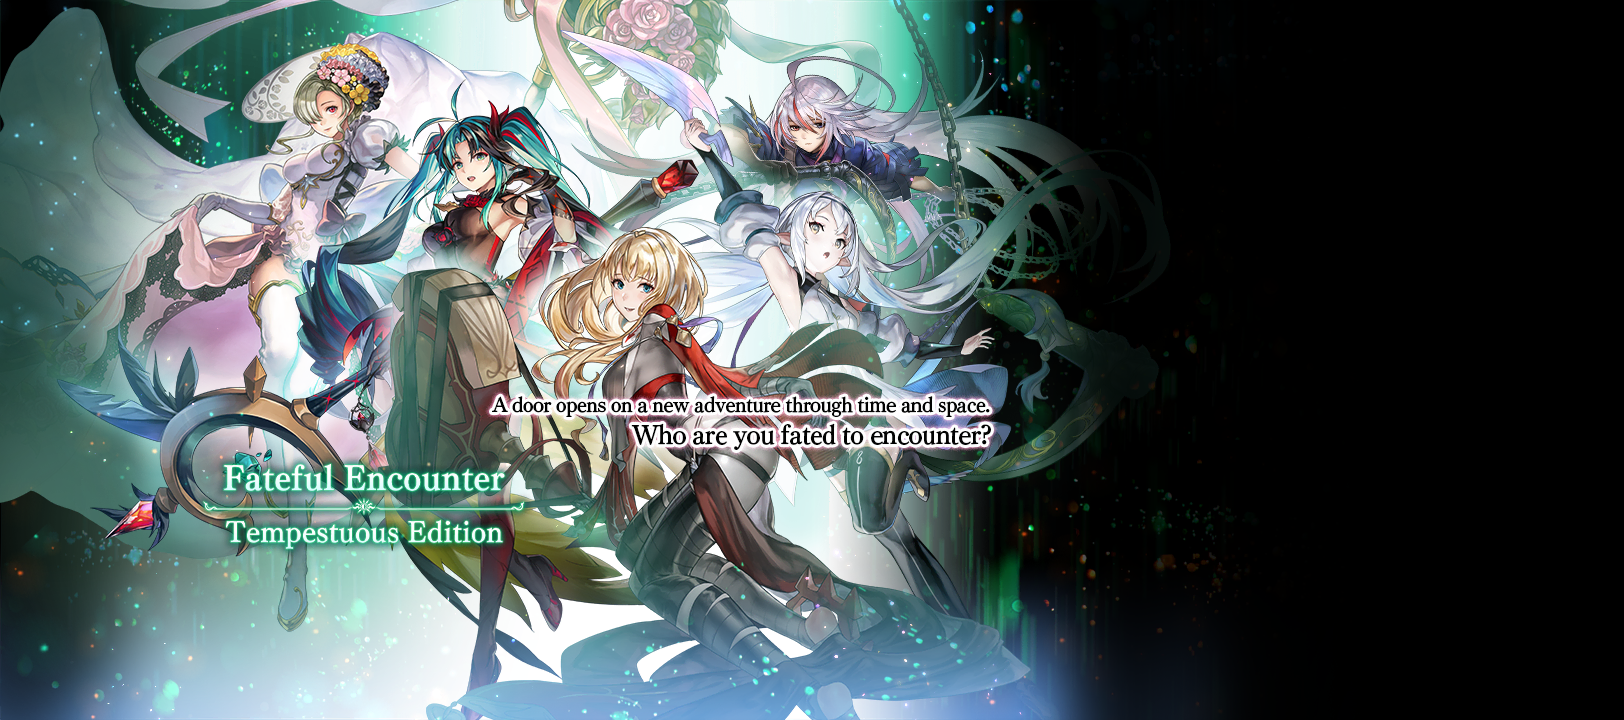 A door opens on a new adventure through time and space.
Who are you fated to encounter?
Fateful Encounter
Tempestuous Edition